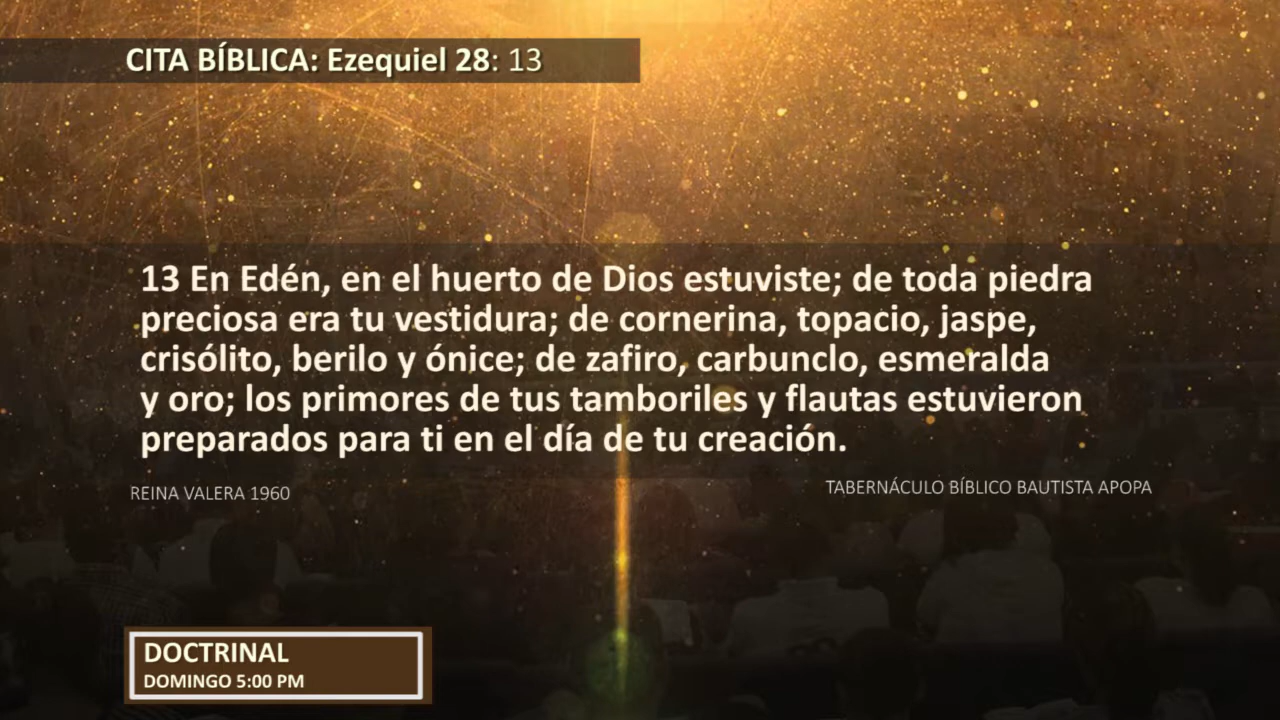 CITA BÍBLICA: Ezequiel 28: 13
13 En Edén, en el huerto de Dios estuviste; de toda piedra
preciosa era tu vestidura; de cornerina, topacio, jaspe,
crisólito, berilo y ónice; de zafiro, carbunclo, esmeralda
y oro; los primores de tus tamboriles y flautas estuvieron
preparados para ti en el día de tu creación.
REINA VALERA 1960
TABERNÁCULO BÍBLICO BAUTISTA APOPA
DOCTRINAL
DOMINGO 5:00 PM